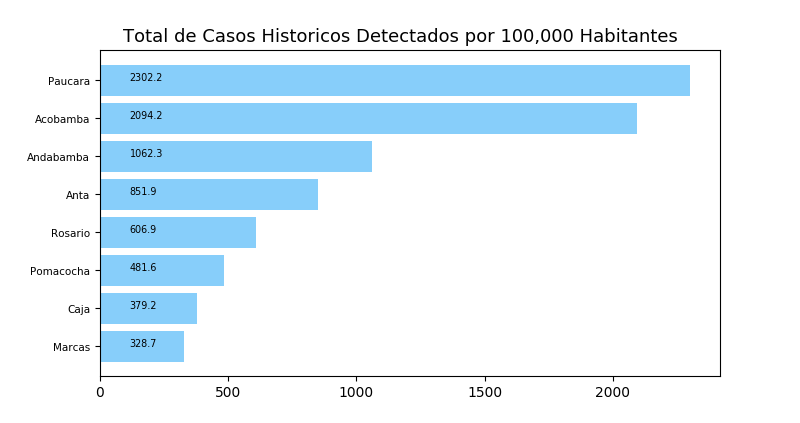 Total de Casos Historicos Detectados por 100,000 Habitantes
Paucara 2302.2
Acobamba 2094.2
Andabamba 1062.3
Anta 851.9
Rosario 606.9
Pomacocha 481.6
Caja 379.2
Marcas 328.7
0 500 1000 1500 2000